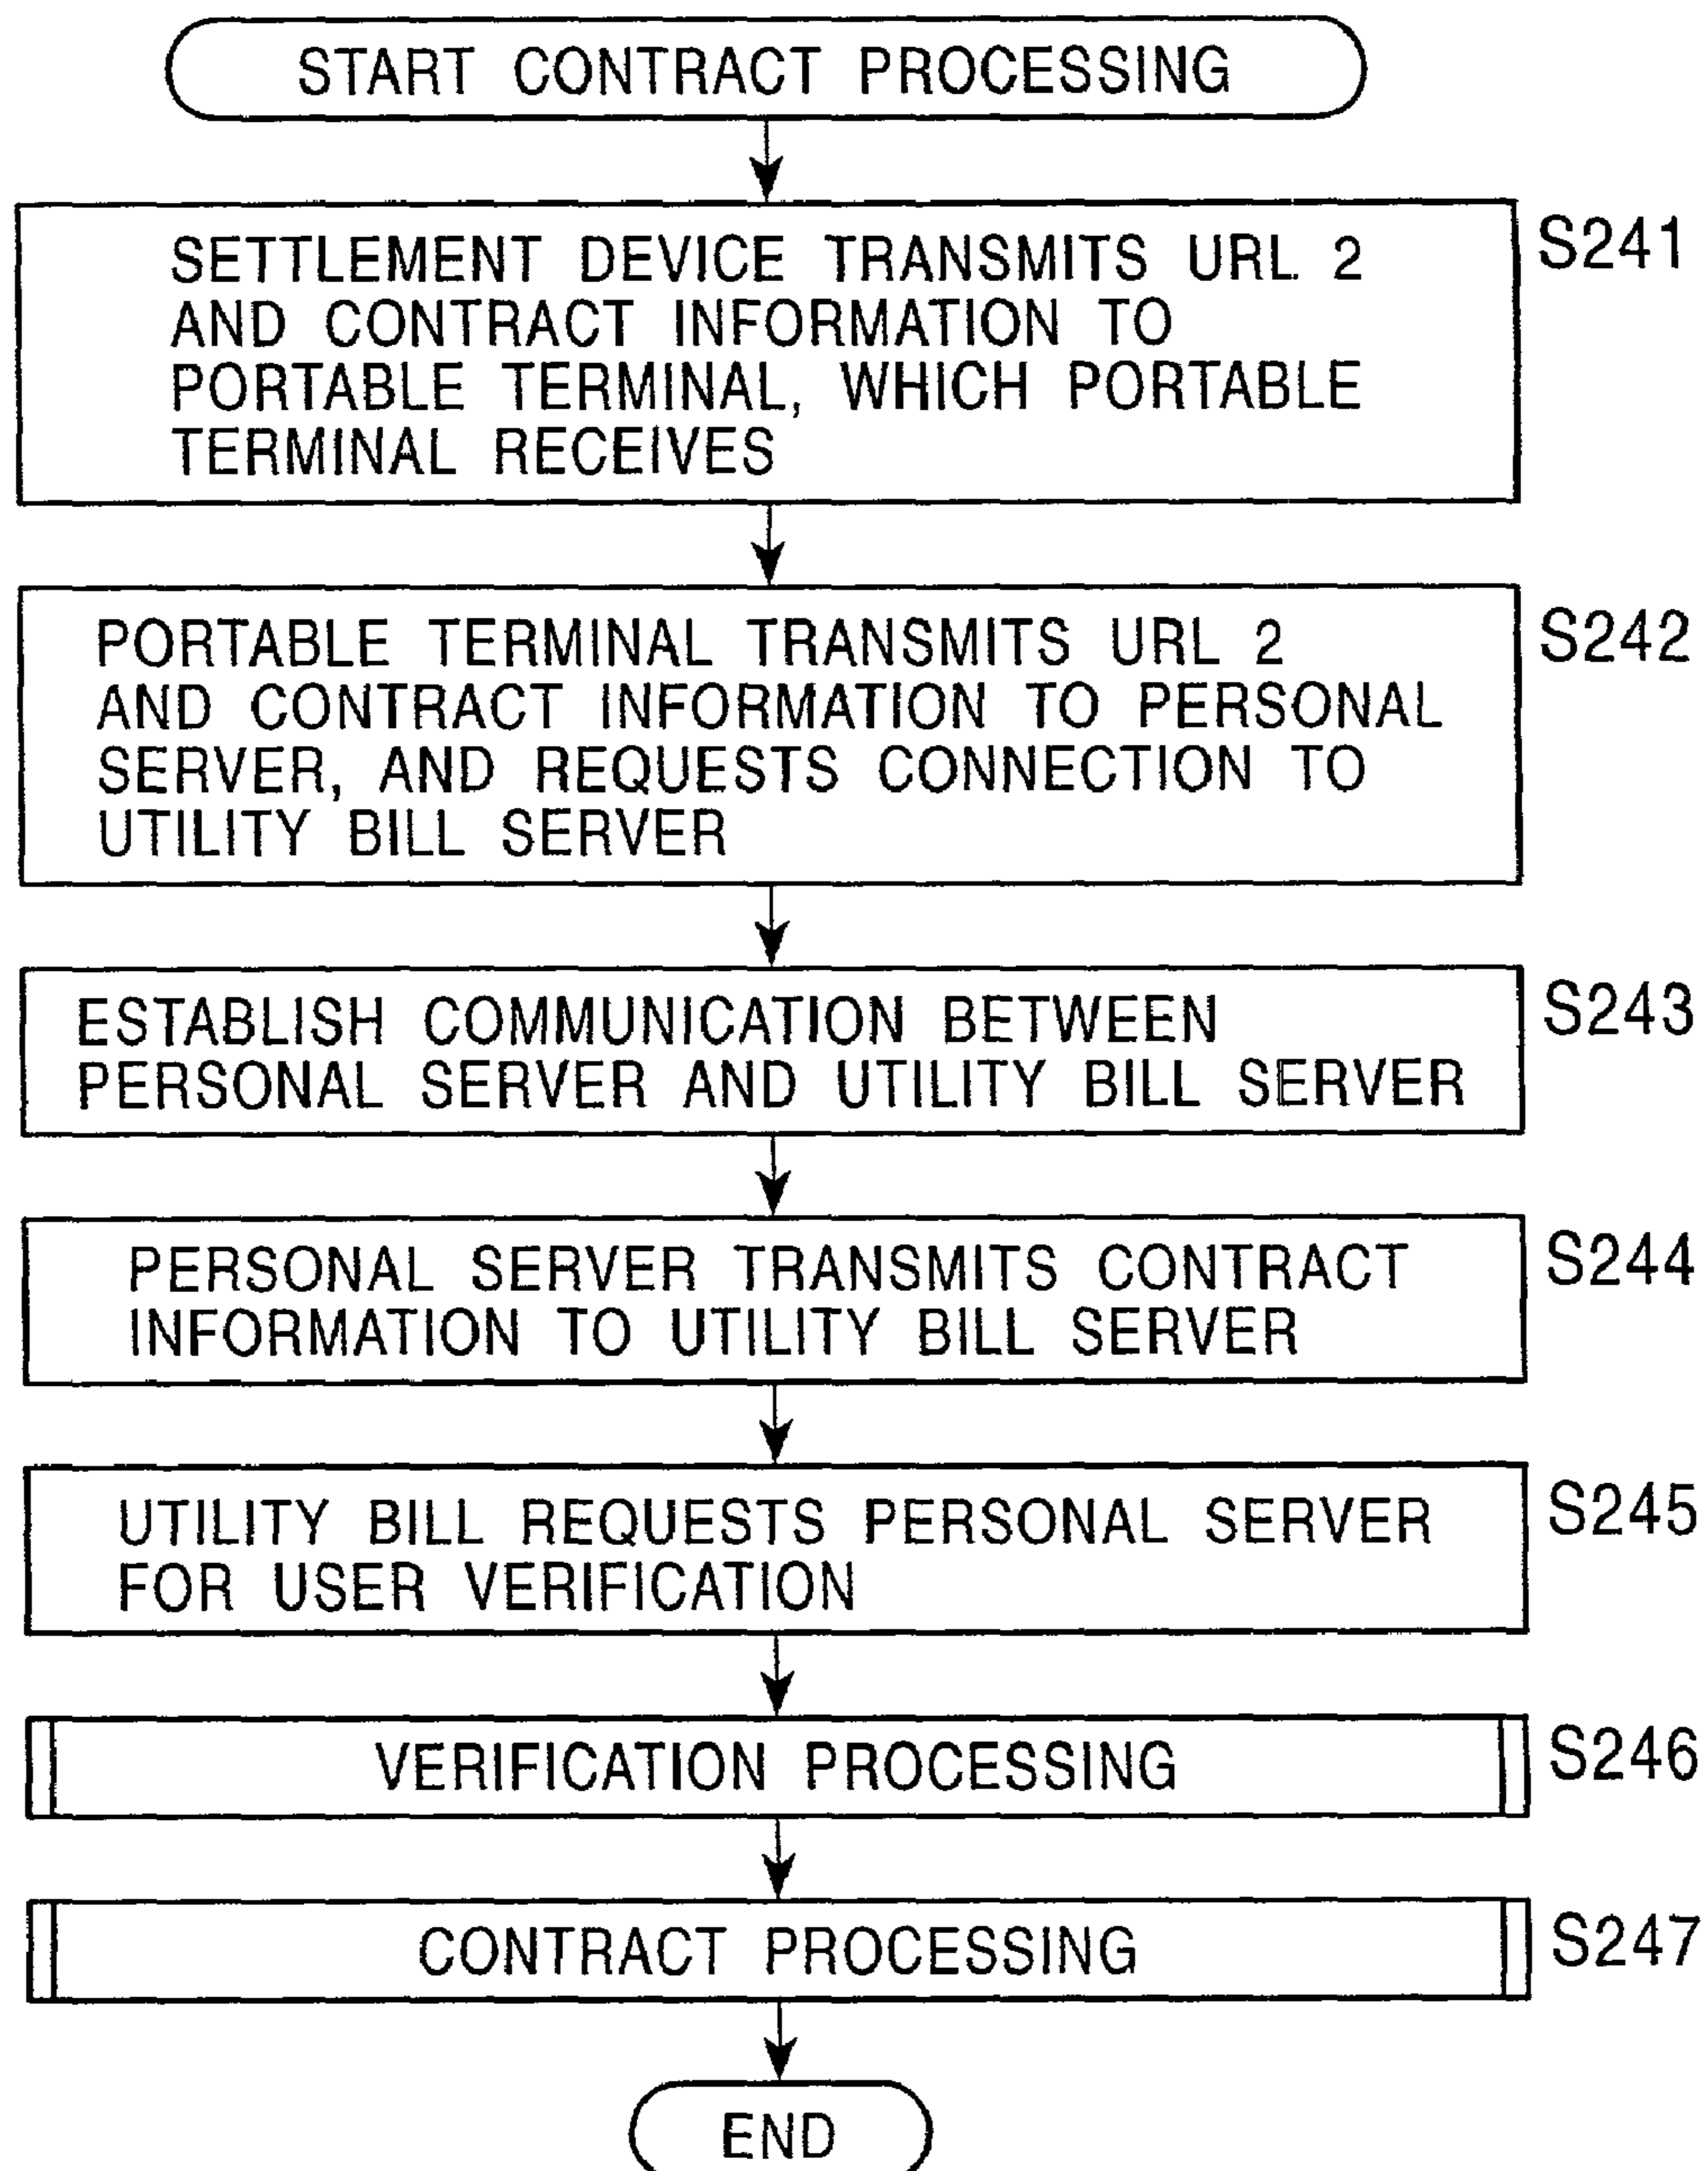 START CONTRACT PROCESSING
S241
SETTLEMENT DEVICE TRANSMITS URL 2
AND CONTRACT INFORMATION TO
PORTABLE TERMINAL, WHICH PORTABLE
TERMINAL RECEIVES
S242
PORTABLE TERMINAL TRANSMITS URL 2
AND CONTRACT INFORMATION TO PERSONAL
SERVER, AND REQUESTS CONNECTION TO
UTILITY BILL SERVER
S243
ESTABLISH COMMUNICATION BETWEEN
PERSONAL SERVER AND UTILITY BILL SERVER
S244
PERSONAL SERVER TRANSMITS CONTRACT
INFORMATION TO UTILITY BILL SERVER
S245
UTILITY BILL REQUESTS PERSONAL SERVER
FOR USER VERIFICATION
S246
VERIFICATION PROCESSING
S247
CONTRACT PROCESSING
END